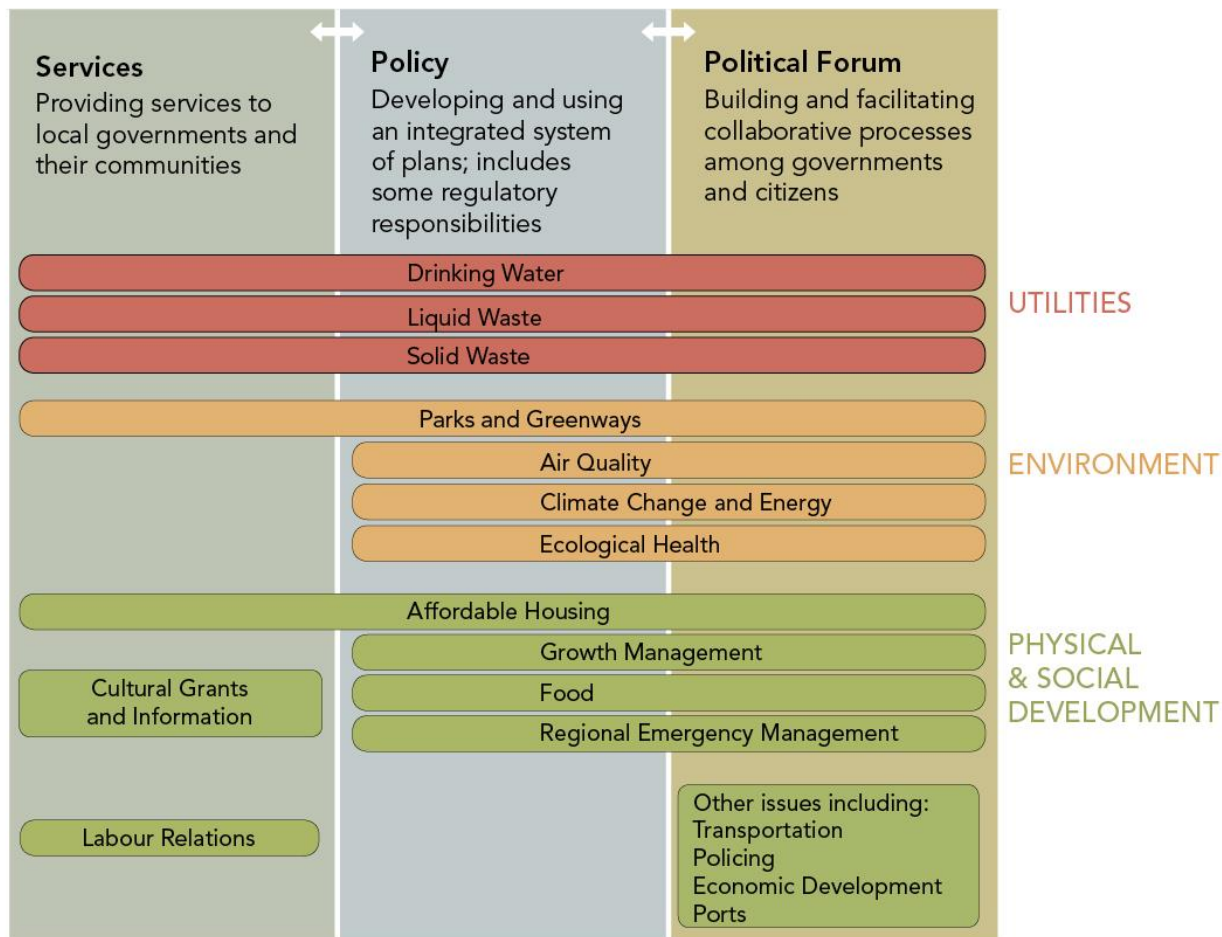 Services
Providing services to
local governments and
their communities
Policy
Developing and using
an integrated system
of plans; includes
some regulatory
responsibilities
Political Forum
Building and facilitating
collaborative processes
among governments
and citizens
Drinking Water
Liquid Waste
Solid Waste
UTILITIES
Parks and Greenways
Air Quality
Climate Change and Energy
Ecological Health
ENVIRONMENT
Affordable Housing
Growth Management
Food
Regional Emergency Management
Cultural Grants
and Information
PHYSICAL
& SOCIAL
DEVELOPMENT
Labour Relations
Other issues including:
Transportation
Policing
Economic Development
Ports